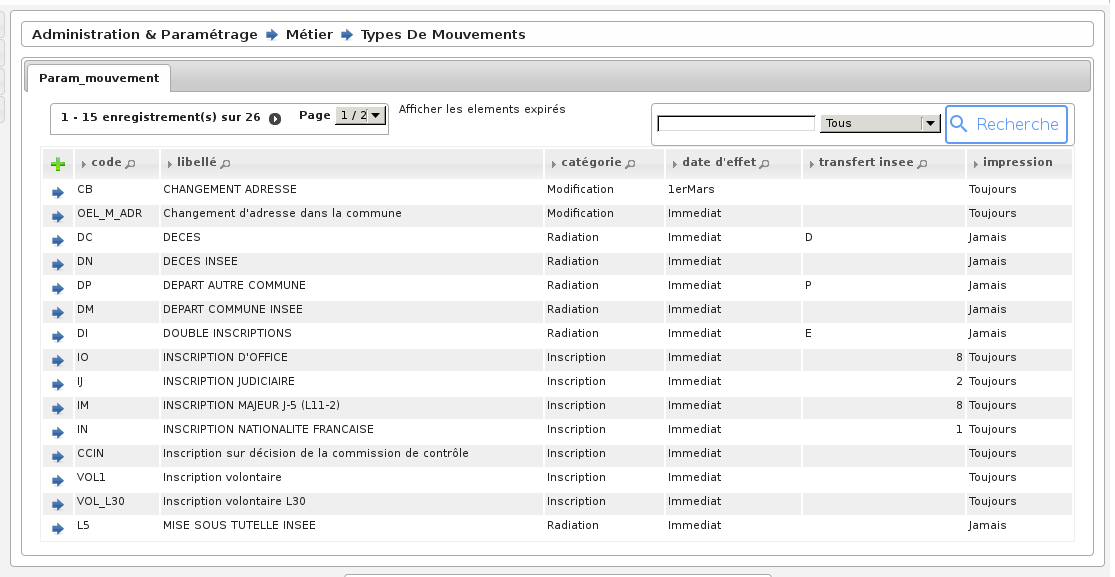 Administration & Paramétrage Métier Types De Mouvements
Param_mouvement
1 - 15 enregistrement(s) sur 26 Page 1 / 2 Afficher les elements expirés Tous Recherche
code libellé catégorie date d'effet transfert insee impression
CB CHANGEMENT ADRESSE Modification 1erMars Toujours
OEL_M_ADR Changement d'adresse dans la commune Modification Immediat Toujours
DC DECES Radiation Immediat D Jamais
DN DECES INSEE Radiation Immediat Jamais
DP DEPART AUTRE COMMUNE Radiation Immediat P Jamais
DM DEPART COMMUNE INSEE Radiation Immediat Jamais
DI DOUBLE INSCRIPTIONS Radiation Immediat E Jamais
IO INSCRIPTION D'OFFICE Inscription Immediat 8 Toujours
IJ INSCRIPTION JUDICIAIRE Inscription Immediat 2 Toujours
IM INSCRIPTION MAJEUR J-5 (L11-2) Inscription Immediat 8 Toujours
IN INSCRIPTION NATIONALITE FRANCAISE Inscription Immediat 1 Toujours
CCIN Inscription sur décision de la commission de contrôle Inscription Immediat Toujours
VOL1 Inscription volontaire Inscription Immediat Toujours
VOL_L30 Inscription volontaire L30 Inscription Immediat Toujours
L5 MISE SOUS TUTELLE INSEE Radiation Immediat Jamais